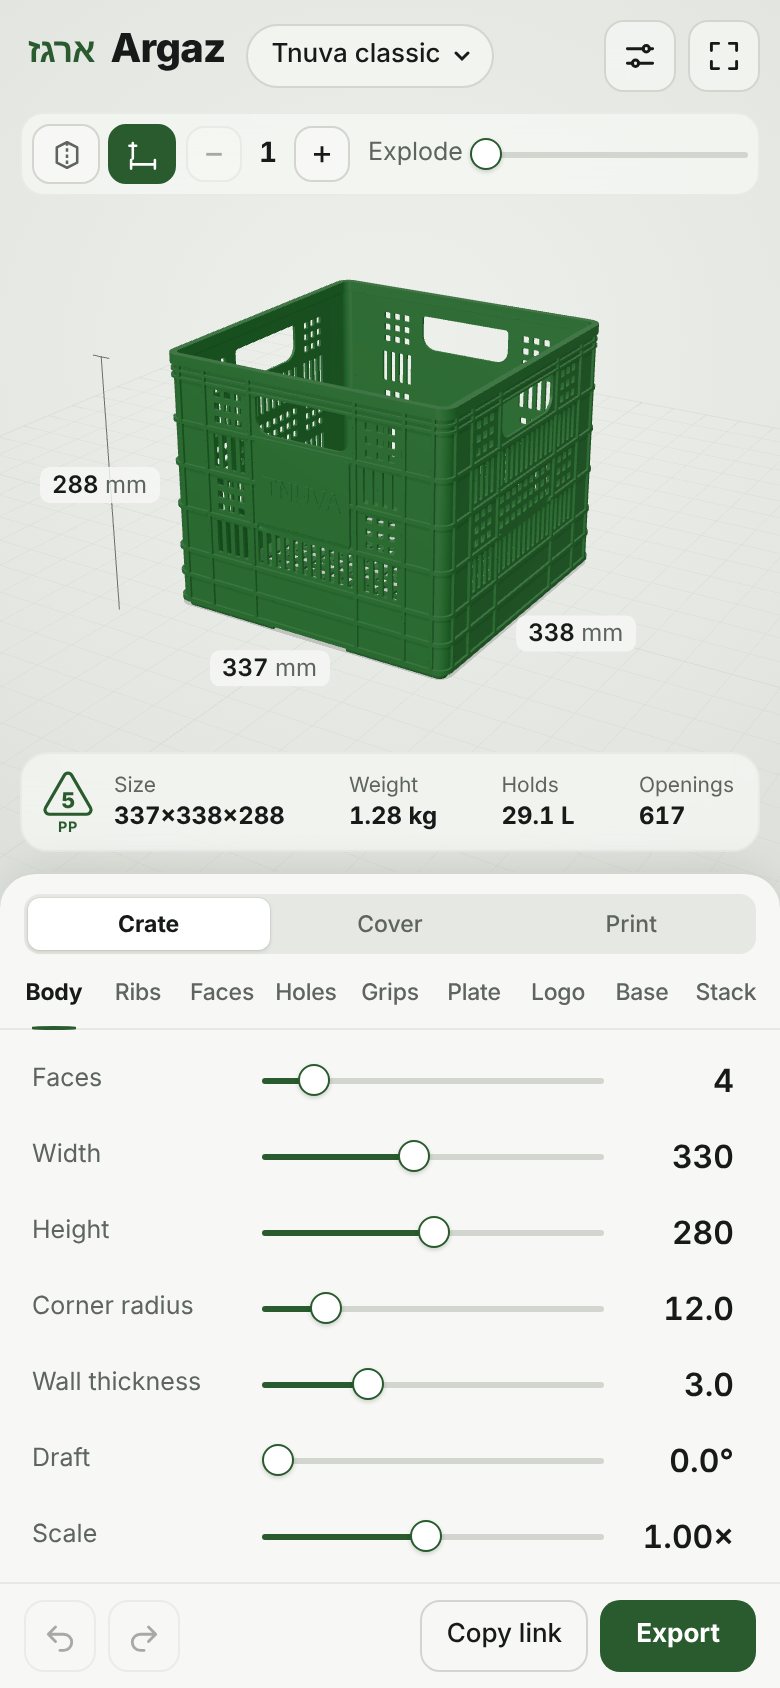 ארגז Argaz Tnuva classic
1 Explode
TNUVA
288 mm
338 mm
337 mm
5
PP
Size Weight Holds Openings
337×338×288 1.28 kg 29.1 L 617
Crate Cover Print
Body Ribs Faces Holes Grips Plate Logo Base Stack
Faces 4
Width 330
Height 280
Corner radius 12.0
Wall thickness 3.0
Draft 0.0°
Scale 1.00×
Copy link Export